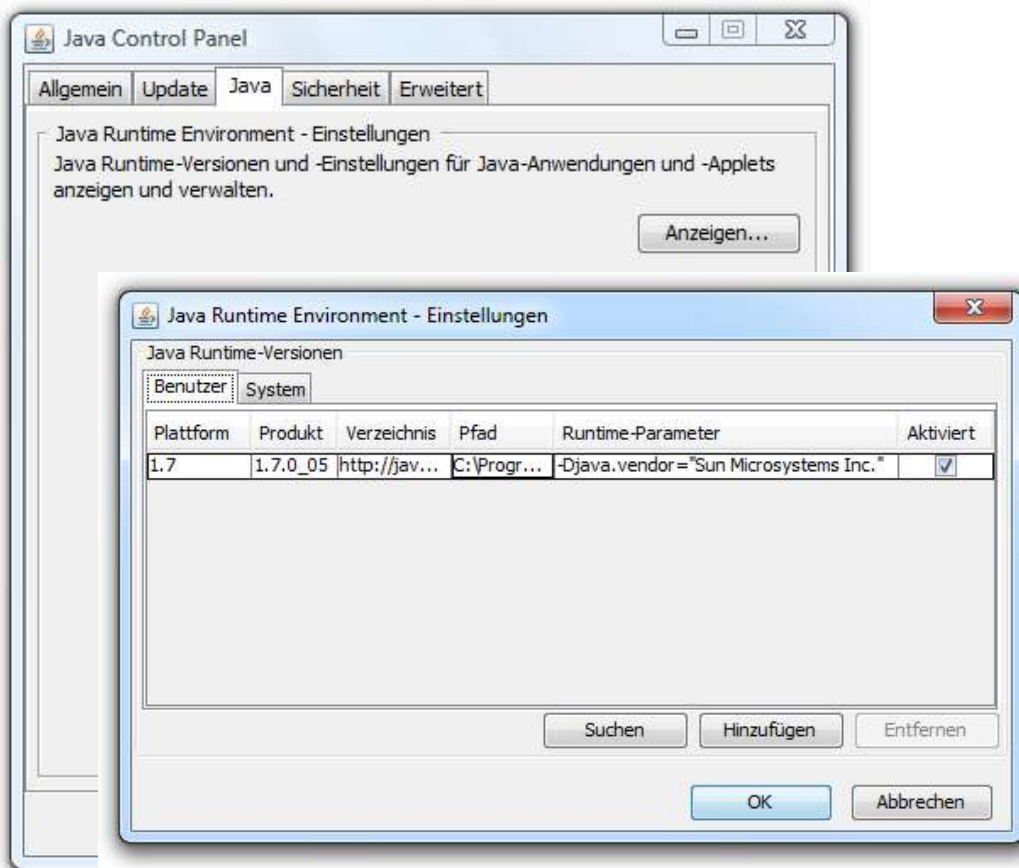 Java Control Panel
Allgemein Update Java Sicherheit Erweitert
Java Runtime Environment - Einstellungen
Java Runtime-Versionen und -Einstellungen für Java-Anwendungen und -Applets
anzeigen und verwalten.
Anzeigen...
Java Runtime Environment - Einstellungen
Java Runtime-Versionen
Benutzer System
Plattform Produkt Verzeichnis Pfad Runtime-Parameter Aktiviert
1.7 1.7.0_05 http://jav... C:\Progr... -Djava.vendor="Sun Microsystems Inc."
Suchen Hinzufügen Entfernen
OK Abbrechen